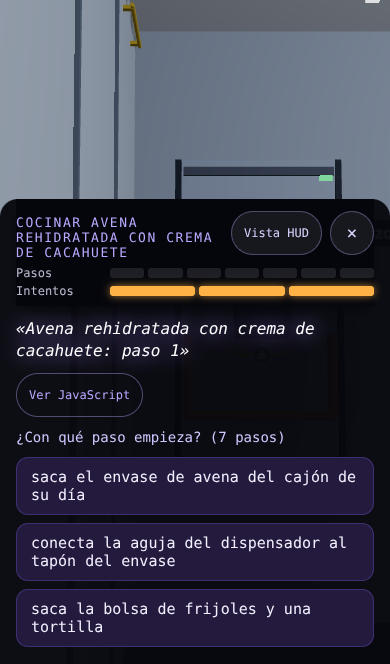 COCINAR AVENA
REHIDRATADA CON CREMA
DE CACAHUETE
Vista HUD
×
Pasos
Intentos
«Avena rehidratada con crema de
cacahuete: paso 1»
Ver JavaScript
¿Con qué paso empieza? (7 pasos)
saca el envase de avena del cajón de
su día
conecta la aguja del dispensador al
tapón del envase
saca la bolsa de frijoles y una
tortilla